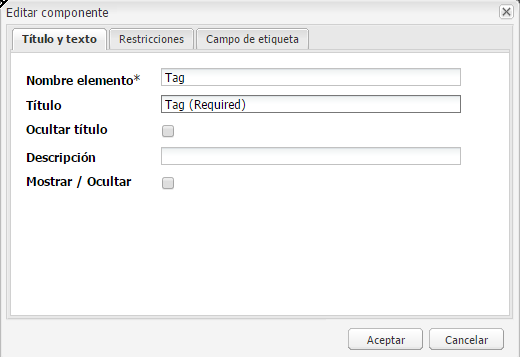 Editar componente
Título y texto Restricciones Campo de etiqueta
Nombre elemento* Tag
Título Tag (Required)
Ocultar título
Descripción
Mostrar / Ocultar
Aceptar Cancelar